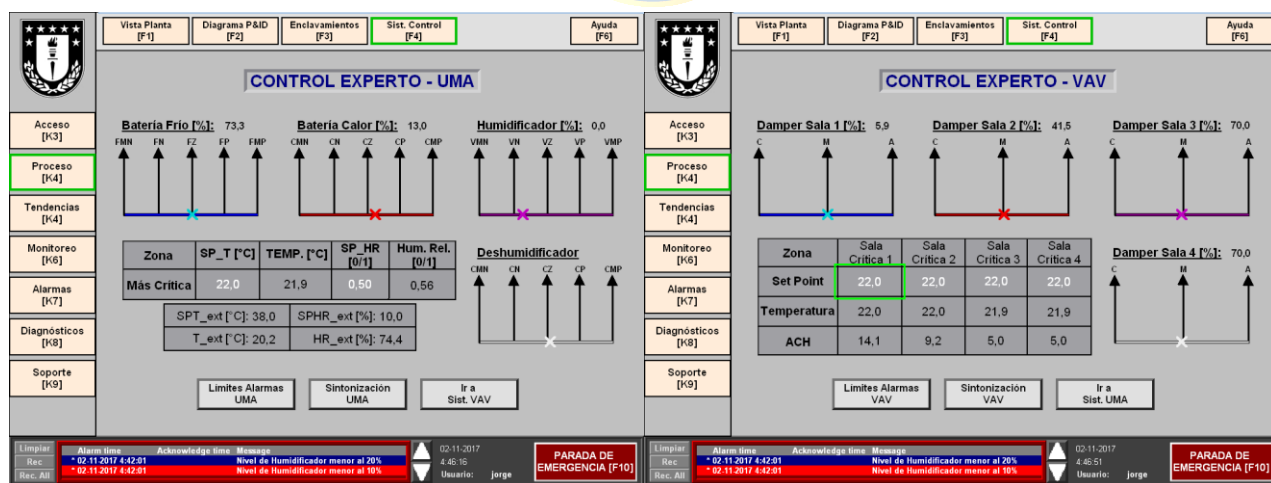 Vista Planta
[F1]
Diagrama P&ID
[F2]
Enclavamientos
[F3]
Sist. Control
[F4]
Ayuda
[F6]
CONTROL EXPERTO - UMA
Acceso
[K3]
Proceso
[K4]
Tendencias
[K4]
Monitoreo
[K6]
Alarmas
[K7]
Diagnósticos
[K8]
Soporte
[K9]
Batería Frío [%]: 73,3
FMN FN FZ FP FMP
Batería Calor [%]: 13,0
CMN CN CZ CP CMP
Humidificador [%]: 0,0
VMN VN VZ VP VMP
Zona SP_T [°C] TEMP. [°C] SP_HR [0/1] Hum. Rel. [0/1]
Más Crítica 22,0 21,9 0,50 0,56
SPT_ext [°C]: 38,0 SPHR_ext [%]: 10,0
T_ext [°C]: 20,2 HR_ext [%]: 74,4
Deshumidificador
CMN CN CZ CP CMP
Límites Alarmas
UMA
Sintonización
UMA
Ir a
Sist. VAV
Limpiar
Rec
Rec. All
Alarm time Acknowledge time Message
* 02-11-2017 4:42:01 Nivel de Humidificador menor al 20%
* 02-11-2017 4:42:01 Nivel de Humidificador menor al 10%
02-11-2017
4:46:16
Usuario: jorge
PARADA DE
EMERGENCIA [F10]
Vista Planta
[F1]
Diagrama P&ID
[F2]
Enclavamientos
[F3]
Sist. Control
[F4]
Ayuda
[F6]
CONTROL EXPERTO - VAV
Acceso
[K3]
Proceso
[K4]
Tendencias
[K4]
Monitoreo
[K6]
Alarmas
[K7]
Diagnósticos
[K8]
Soporte
[K9]
Damper Sala 1 [%]: 5,9
C M A
Damper Sala 2 [%]: 41,5
C M A
Damper Sala 3 [%]: 70,0
C M A
Zona Sala Crítica 1 Sala Crítica 2 Sala Crítica 3 Sala Crítica 4
Set Point 22,0 22,0 22,0 22,0
Temperatura 22,0 22,0 21,9 21,9
ACH 14,1 9,2 5,0 5,0
Damper Sala 4 [%]: 70,0
C M A
Límites Alarmas
VAV
Sintonización
VAV
Ir a
Sist. UMA
Limpiar
Rec
Rec. All
Alarm time Acknowledge time Message
* 02-11-2017 4:42:01 Nivel de Humidificador menor al 20%
* 02-11-2017 4:42:01 Nivel de Humidificador menor al 10%
02-11-2017
4:46:51
Usuario: jorge
PARADA DE
EMERGENCIA [F10]